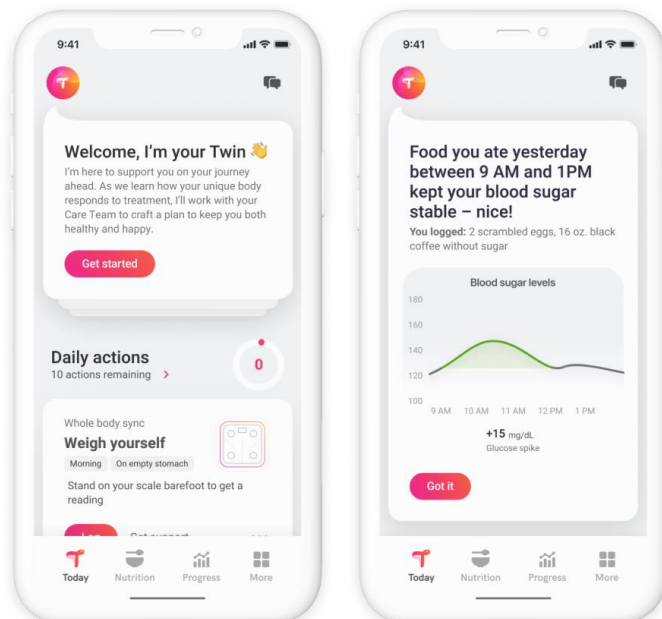 9:41
Welcome, I'm your Twin 👋
I'm here to support you on your journey
ahead. As we learn how your unique body
responds to treatment, I'll work with your
Care Team to craft a plan to keep you both
healthy and happy.
Get started
Daily actions
10 actions remaining >
0
Whole body sync
Weigh yourself
Morning
On empty stomach
Stand on your scale barefoot to get a
reading
Today
Nutrition
Progress
More
9:41
Food you ate yesterday
between 9 AM and 1PM
kept your blood sugar
stable – nice!
You logged: 2 scrambled eggs, 16 oz. black
coffee without sugar
Blood sugar levels
180
160
140
120
100
9 AM 10 AM 11 AM 12 PM 1 PM
+15 mg/dL
Glucose spike
Got it
Today
Nutrition
Progress
More